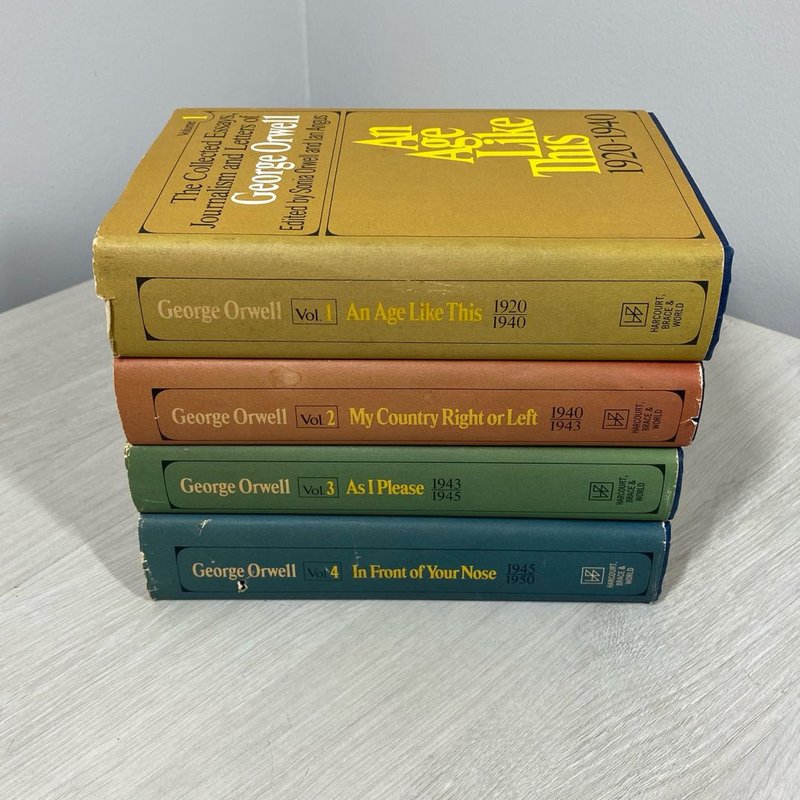 Volume 1
The Collected Essays,
Journalism and Letters of
George Orwell
Edited by Sonia Orwell and Ian Angus
An
Age
Like
This
1920-1940
George Orwell Vol. 1 An Age Like This 1920
1940
HARCOURT,
BRACE &
WORLD
George Orwell Vol. 2 My Country Right or Left 1940
1943
HARCOURT,
BRACE &
WORLD
George Orwell Vol. 3 As I Please 1943
1945
HARCOURT,
BRACE &
WORLD
George Orwell Vol. 4 In Front of Your Nose 1945
1950
HARCOURT,
BRACE &
WORLD